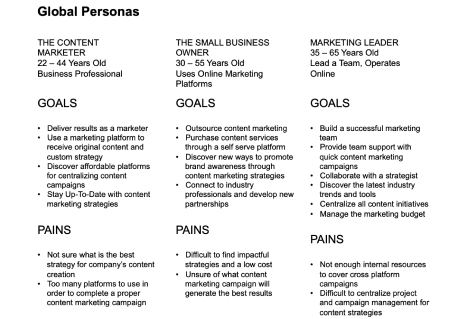 Global Personas
THE CONTENT
MARKETER
22 – 44 Years Old
Business Professional
GOALS
• Deliver results as a marketer
• Use a marketing platform to
receive original content and
custom strategy
• Discover affordable platforms
for centralizing content
campaigns
• Stay Up-To-Date with content
marketing strategies
PAINS
• Not sure what is the best
strategy for company's content
creation
• Too many platforms to use in
order to complete a proper
content marketing campaign
THE SMALL BUSINESS
OWNER
30 – 55 Years Old
Uses Online Marketing
Platforms
GOALS
• Outsource content marketing
• Purchase content services
through a self serve platform
• Discover new ways to promote
brand awareness through
content marketing strategies
• Connect to industry
professionals and develop new
partnerships
PAINS
• Difficult to find impactful
strategies and a low cost
• Unsure of what content
marketing campaign will
generate the best results
MARKETING LEADER
35 – 65 Years Old
Lead a Team, Operates
Online
GOALS
• Build a successful marketing
team
• Provide team support with
quick content marketing
campaigns
• Collaborate with a strategist
• Discover the latest industry
trends and tools
• Centralize all content initiatives
• Manage the marketing budget
PAINS
• Not enough internal resources
to cover cross platform
campaigns
• Difficult to centralize project
and campaign management for
content strategies